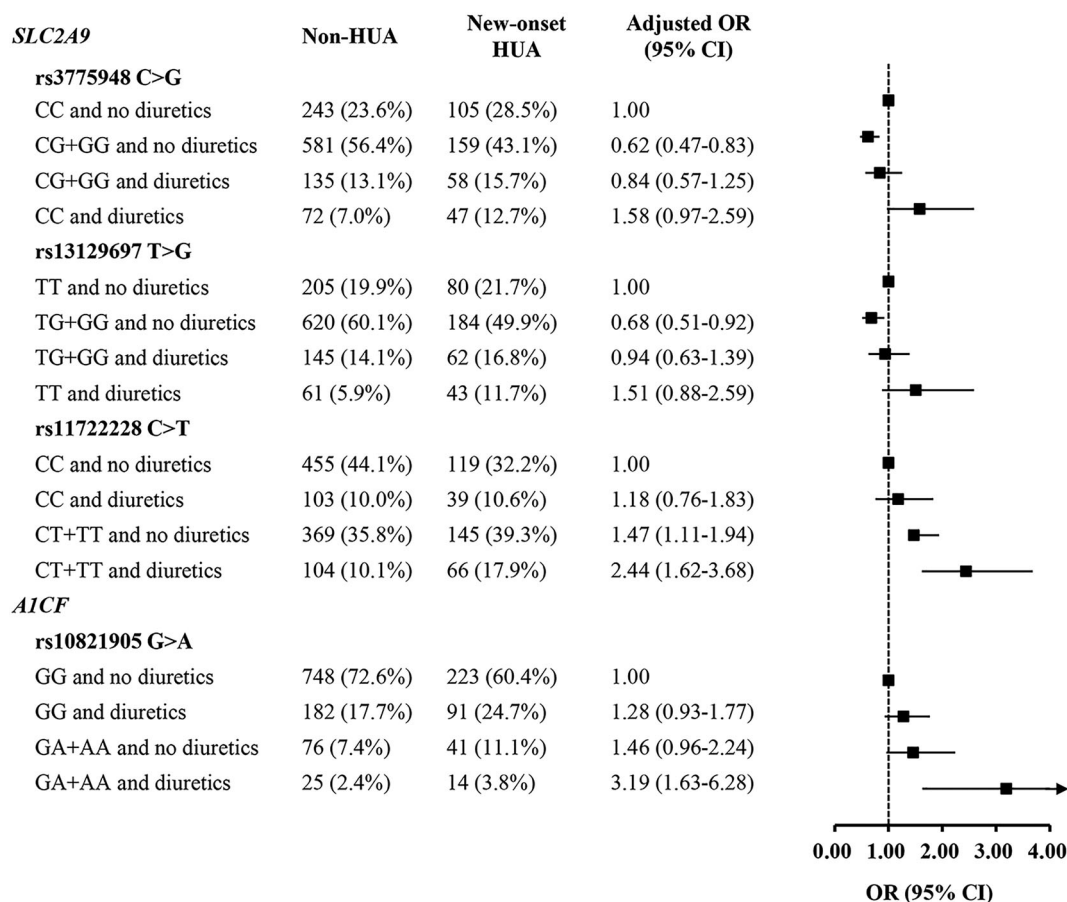 SLC2A9 Non-HUA New-onset HUA Adjusted OR (95% CI)
rs3775948 C>G
CC and no diuretics 243 (23.6%) 105 (28.5%) 1.00
CG+GG and no diuretics 581 (56.4%) 159 (43.1%) 0.62 (0.47-0.83)
CG+GG and diuretics 135 (13.1%) 58 (15.7%) 0.84 (0.57-1.25)
CC and diuretics 72 (7.0%) 47 (12.7%) 1.58 (0.97-2.59)
rs13129697 T>G
TT and no diuretics 205 (19.9%) 80 (21.7%) 1.00
TG+GG and no diuretics 620 (60.1%) 184 (49.9%) 0.68 (0.51-0.92)
TG+GG and diuretics 145 (14.1%) 62 (16.8%) 0.94 (0.63-1.39)
TT and diuretics 61 (5.9%) 43 (11.7%) 1.51 (0.88-2.59)
rs11722228 C>T
CC and no diuretics 455 (44.1%) 119 (32.2%) 1.00
CC and diuretics 103 (10.0%) 39 (10.6%) 1.18 (0.76-1.83)
CT+TT and no diuretics 369 (35.8%) 145 (39.3%) 1.47 (1.11-1.94)
CT+TT and diuretics 104 (10.1%) 66 (17.9%) 2.44 (1.62-3.68)
A1CF
rs10821905 G>A
GG and no diuretics 748 (72.6%) 223 (60.4%) 1.00
GG and diuretics 182 (17.7%) 91 (24.7%) 1.28 (0.93-1.77)
GA+AA and no diuretics 76 (7.4%) 41 (11.1%) 1.46 (0.96-2.24)
GA+AA and diuretics 25 (2.4%) 14 (3.8%) 3.19 (1.63-6.28)
0.00 1.00 2.00 3.00 4.00
OR (95% CI)